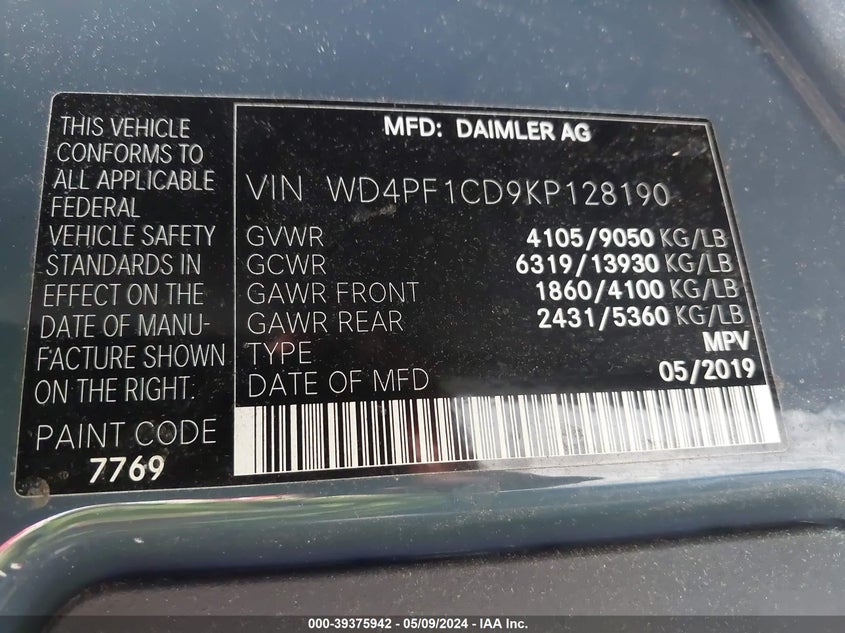 THIS VEHICLE
CONFORMS TO
ALL APPLICABLE
FEDERAL
VEHICLE SAFETY
STANDARDS IN
EFFECT ON THE
DATE OF MANU-
FACTURE SHOWN
ON THE RIGHT.
PAINT CODE
7769
MFD: DAIMLER AG
VIN WD4PF1CD9KP128190
GVWR 4105/9050 KG/LB
GCWR 6319/13930 KG/LB
GAWR FRONT 1860/4100 KG/LB
GAWR REAR 2431/5360 KG/LB
TYPE MPV
DATE OF MFD 05/2019
000-39375942 - 05/09/2024 - IAA Inc.